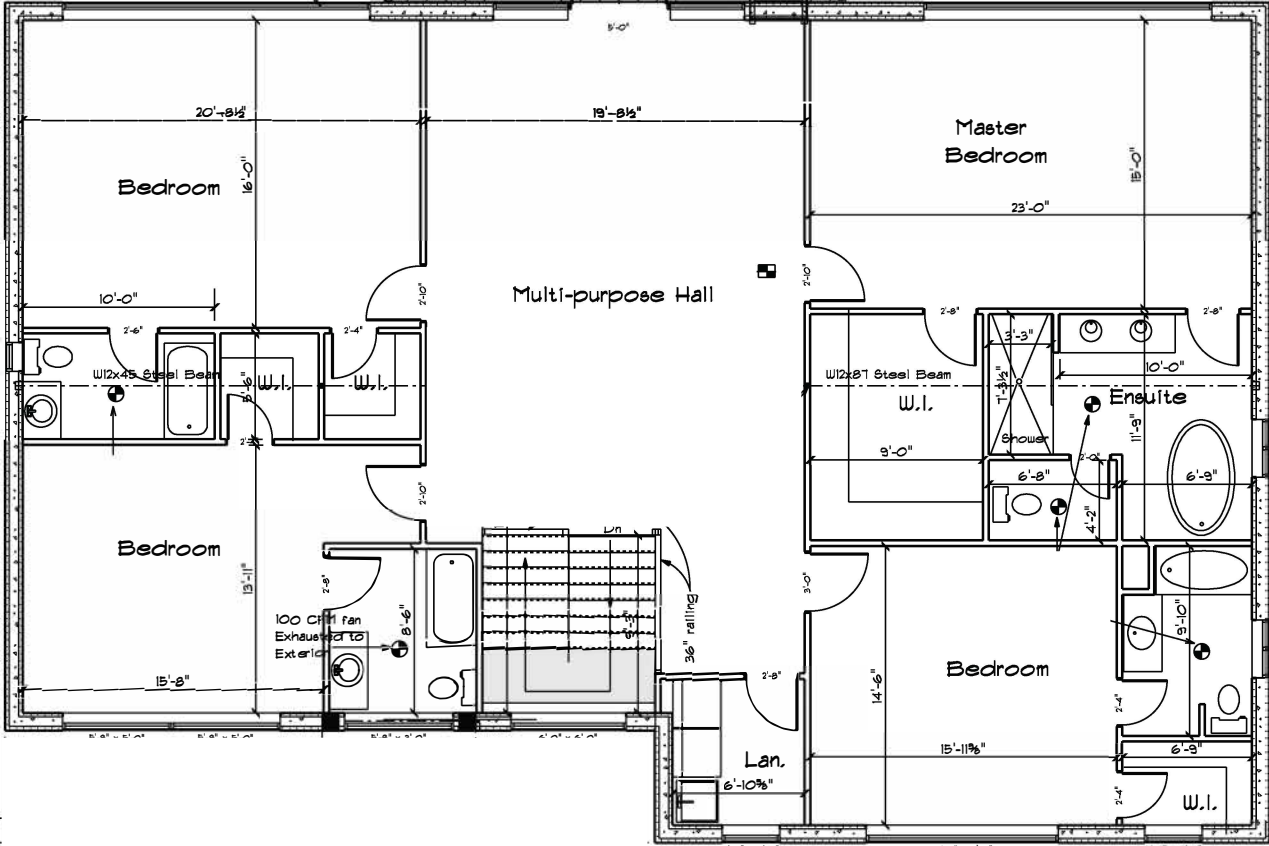 5'-0"
20'-8½"
19'-8½"
Master
Bedroom
Bedroom
16'-0"
15'-0"
23'-0"
2'-10"
2'-10"
Multi-purpose Hall
10'-0"
2'-6"
2'-4"
2'-8"
2'-8"
3'-3"
10'-0"
W12x45 Steel Beam
W.I.
W.I.
5'-6"
W12x87 Steel Beam
W.I.
7'-3½"
Ensuite
11'-9"
Shower
9'-0"
2'-0"
6'-8"
6'-9"
2'-10"
4'-2"
Dn
Bedroom
13'-11"
2'-8"
8'-6"
36" railing
3'-0"
9'-10"
100 CFM fan
Exhausted to
Exterior
15'-8"
2'-8"
Bedroom
14'-6"
2'-4"
15'-11⅜"
6'-9"
Lan.
6'-10⅝"
2'-4"
W.I.